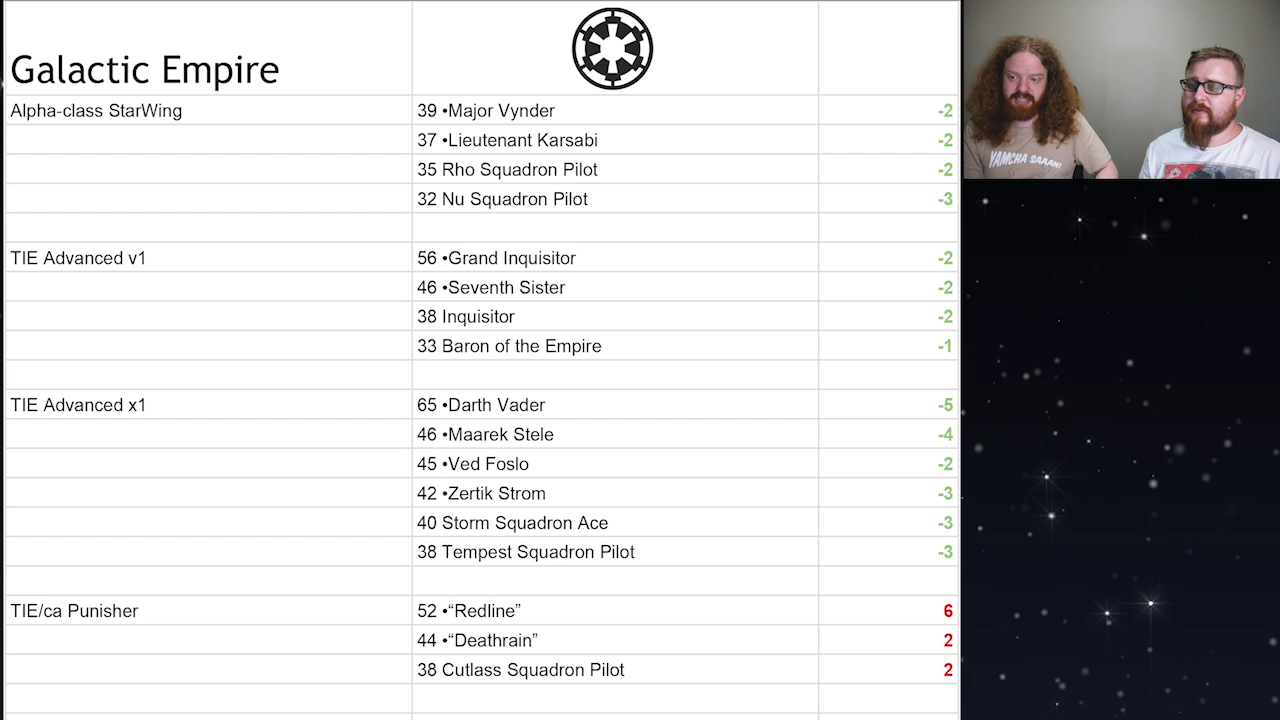 Galactic Empire
Alpha-class StarWing 39 •Major Vynder -2
37 •Lieutenant Karsabi -2
35 Rho Squadron Pilot -2
32 Nu Squadron Pilot -3
TIE Advanced v1 56 •Grand Inquisitor -2
46 •Seventh Sister -2
38 Inquisitor -2
33 Baron of the Empire -1
TIE Advanced x1 65 •Darth Vader -5
46 •Maarek Stele -4
45 •Ved Foslo -2
42 •Zertik Strom -3
40 Storm Squadron Ace -3
38 Tempest Squadron Pilot -3
TIE/ca Punisher 52 •“Redline” 6
44 •“Deathrain” 2
38 Cutlass Squadron Pilot 2
YAMCHA SAAAN!